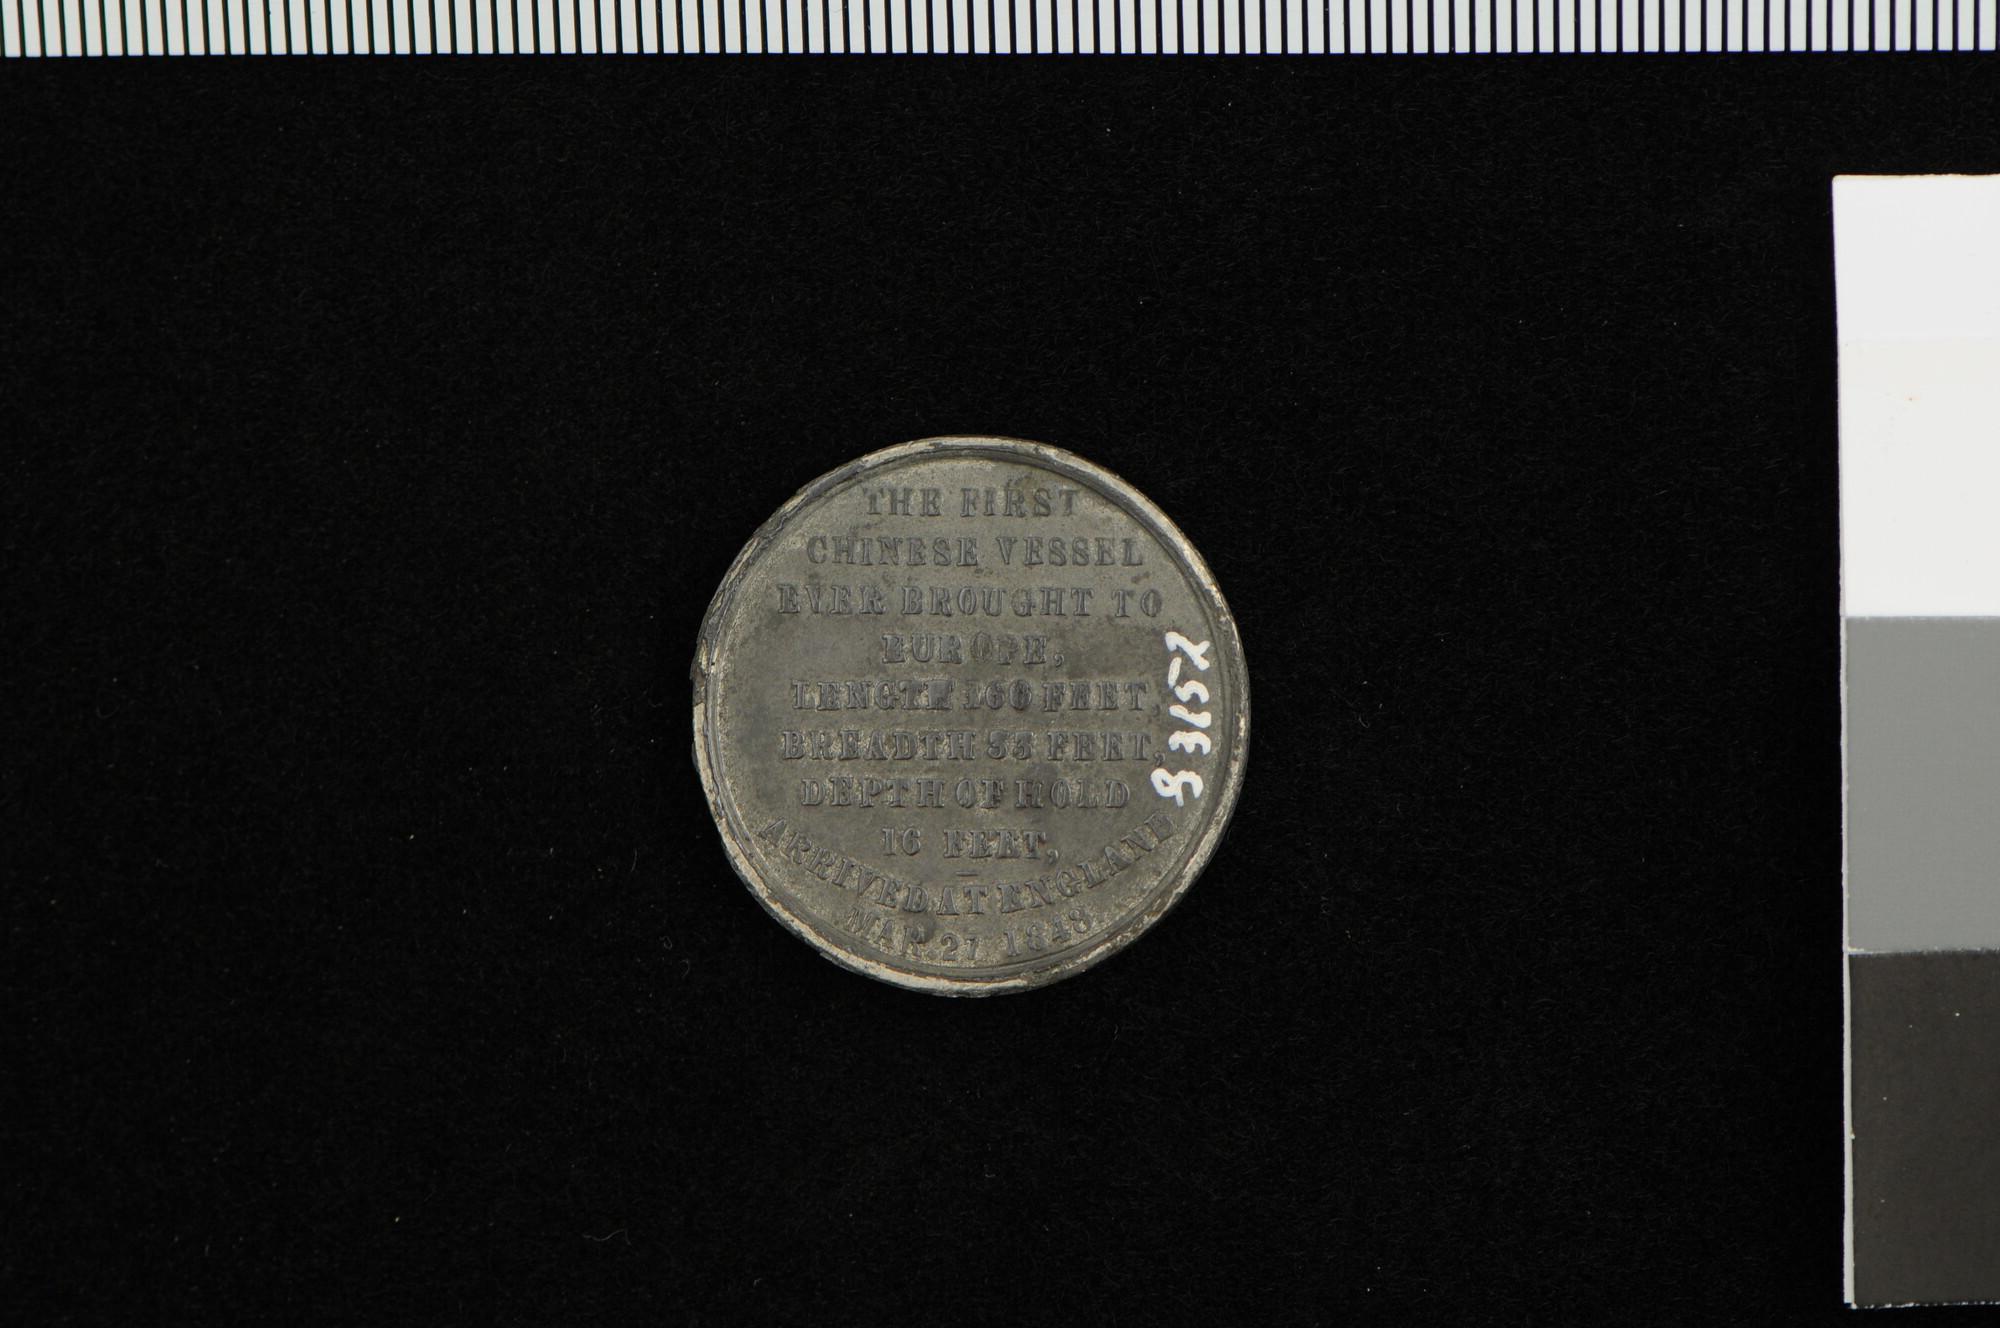 THE FIRST
CHINESE VESSEL
EVER BROUGHT TO
EUROPE,
LENGTH 160 FEET,
BREADTH 33 FEET,
DEPTH OF HOLD
16 FEET,
ARRIVED AT ENGLAND
MAR. 27 1848
3152